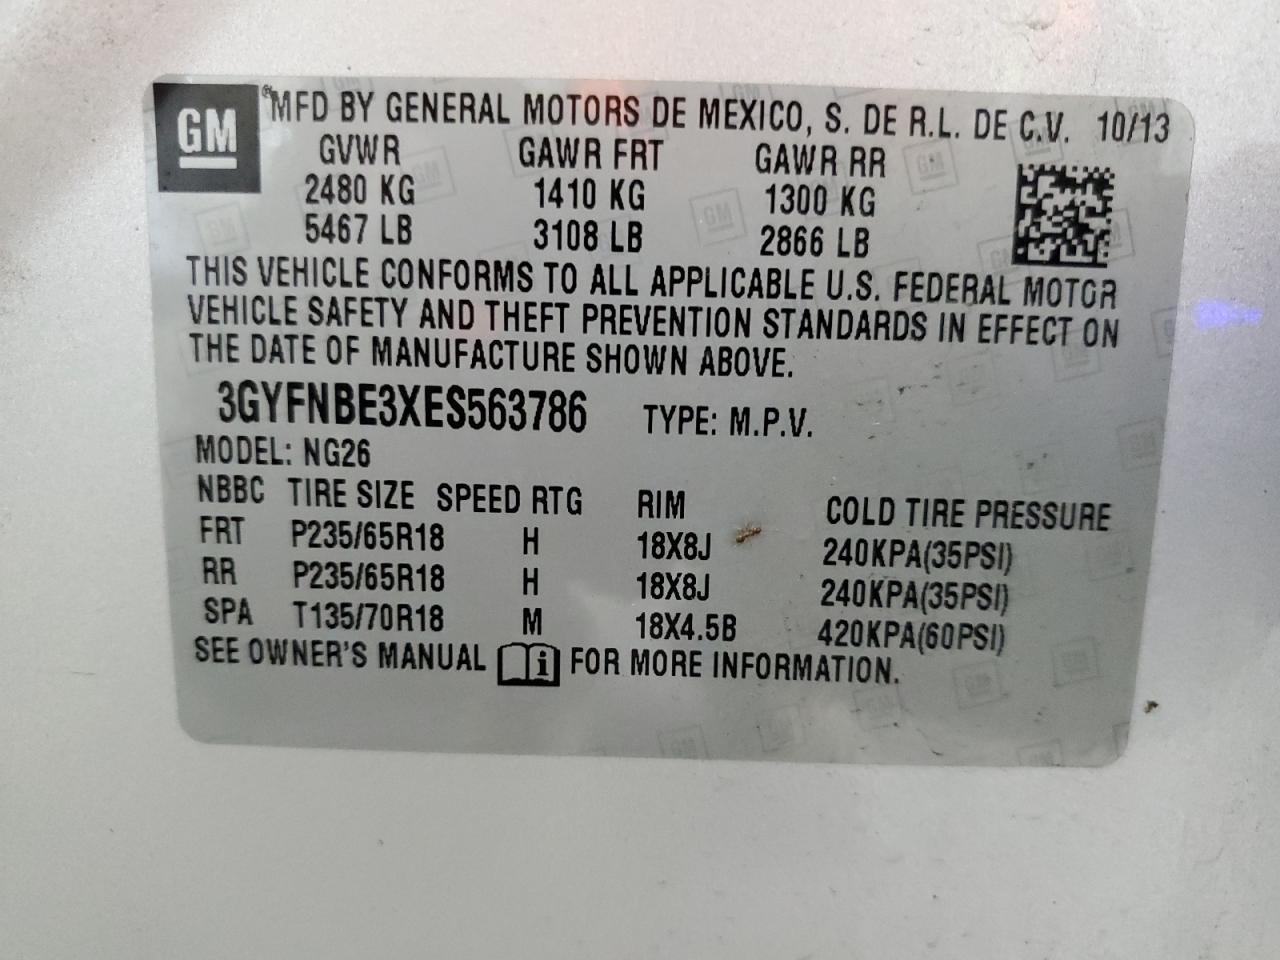 GM
®MFD BY GENERAL MOTORS DE MEXICO, S. DE R.L. DE C.V. 10/13
GVWR GAWR FRT GAWR RR
2480 KG 1410 KG 1300 KG
5467 LB 3108 LB 2866 LB
THIS VEHICLE CONFORMS TO ALL APPLICABLE U.S. FEDERAL MOTOR
VEHICLE SAFETY AND THEFT PREVENTION STANDARDS IN EFFECT ON
THE DATE OF MANUFACTURE SHOWN ABOVE.
3GYFNBE3XES563786 TYPE: M.P.V.
MODEL: NG26
NBBC TIRE SIZE SPEED RTG RIM COLD TIRE PRESSURE
FRT P235/65R18 H 18X8J 240KPA(35PSI)
RR P235/65R18 H 18X8J 240KPA(35PSI)
SPA T135/70R18 M 18X4.5B 420KPA(60PSI)
SEE OWNER'S MANUAL i FOR MORE INFORMATION.